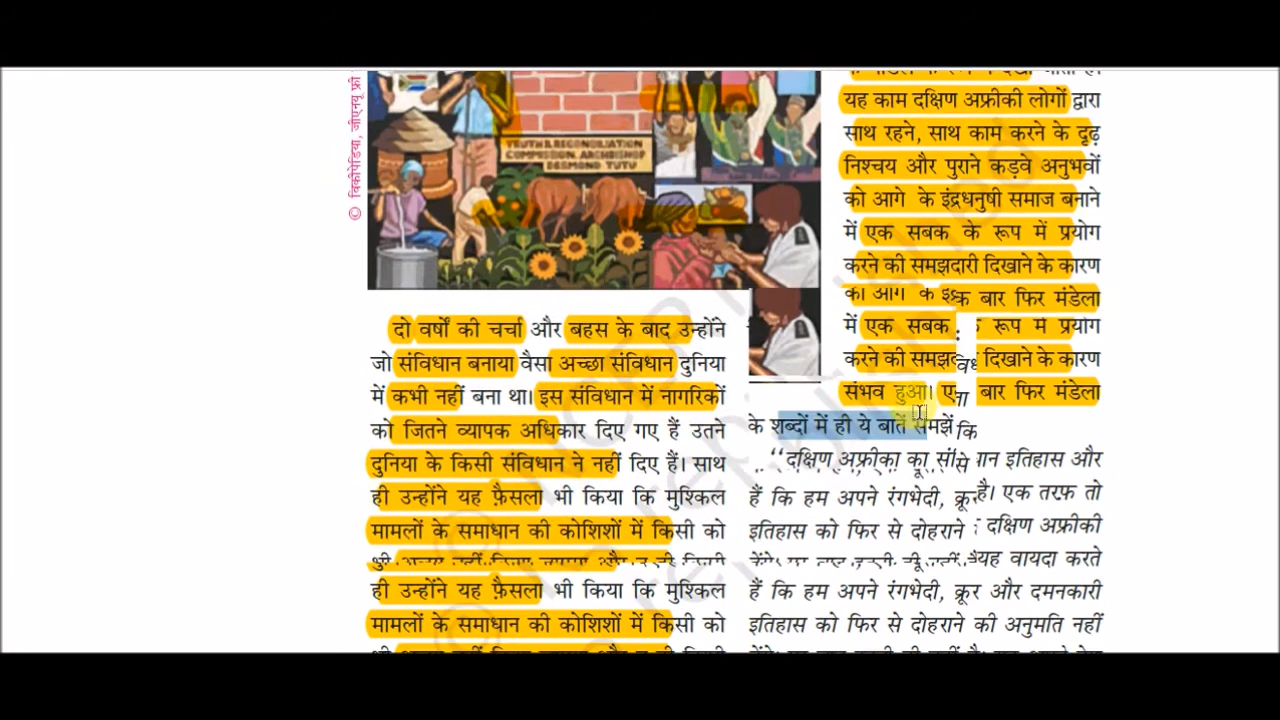 © विकीपीडिया, जीएनयू फ्री
TRUTH & RECONCILIATION
COMMISSION ARCHBISHOP
DESMOND TUTU
दो वर्षों की चर्चा और बहस के बाद उन्होंने
जो संविधान बनाया वैसा अच्छा संविधान दुनिया
में कभी नहीं बना था। इस संविधान में नागरिकों
को जितने व्यापक अधिकार दिए गए हैं उतने
दुनिया के किसी संविधान ने नहीं दिए हैं। साथ
ही उन्होंने यह फ़ैसला भी किया कि मुश्किल
मामलों के समाधान की कोशिशों में किसी को
ही उन्होंने यह फ़ैसला भी किया कि मुश्किल
मामलों के समाधान की कोशिशों में किसी को
यह काम दक्षिण अफ्रीकी लोगों द्वारा
साथ रहने, साथ काम करने के दृढ़
निश्चय और पुराने कड़वे अनुभवों
को आगे के इंद्रधनुषी समाज बनाने
में एक सबक के रूप में प्रयोग
करने की समझदारी दिखाने के कारण
को आगे के क बार फिर मंडेला
में एक सबक रूप में प्रयोग
करने की समझद दिखाने के कारण
संभव हुआ। ए बार फिर मंडेला
के शब्दों में ही ये बातें समझें कि
“दक्षिण अफ्रीका का सं से ान इतिहास और
हैं कि हम अपने रंगभेदी, क्रूर है। एक तरफ़ तो
इतिहास को फिर से दोहराने दक्षिण अफ्रीकी
यह वायदा करते
हैं कि हम अपने रंगभेदी, क्रूर और दमनकारी
इतिहास को फिर से दोहराने की अनुमति नहीं